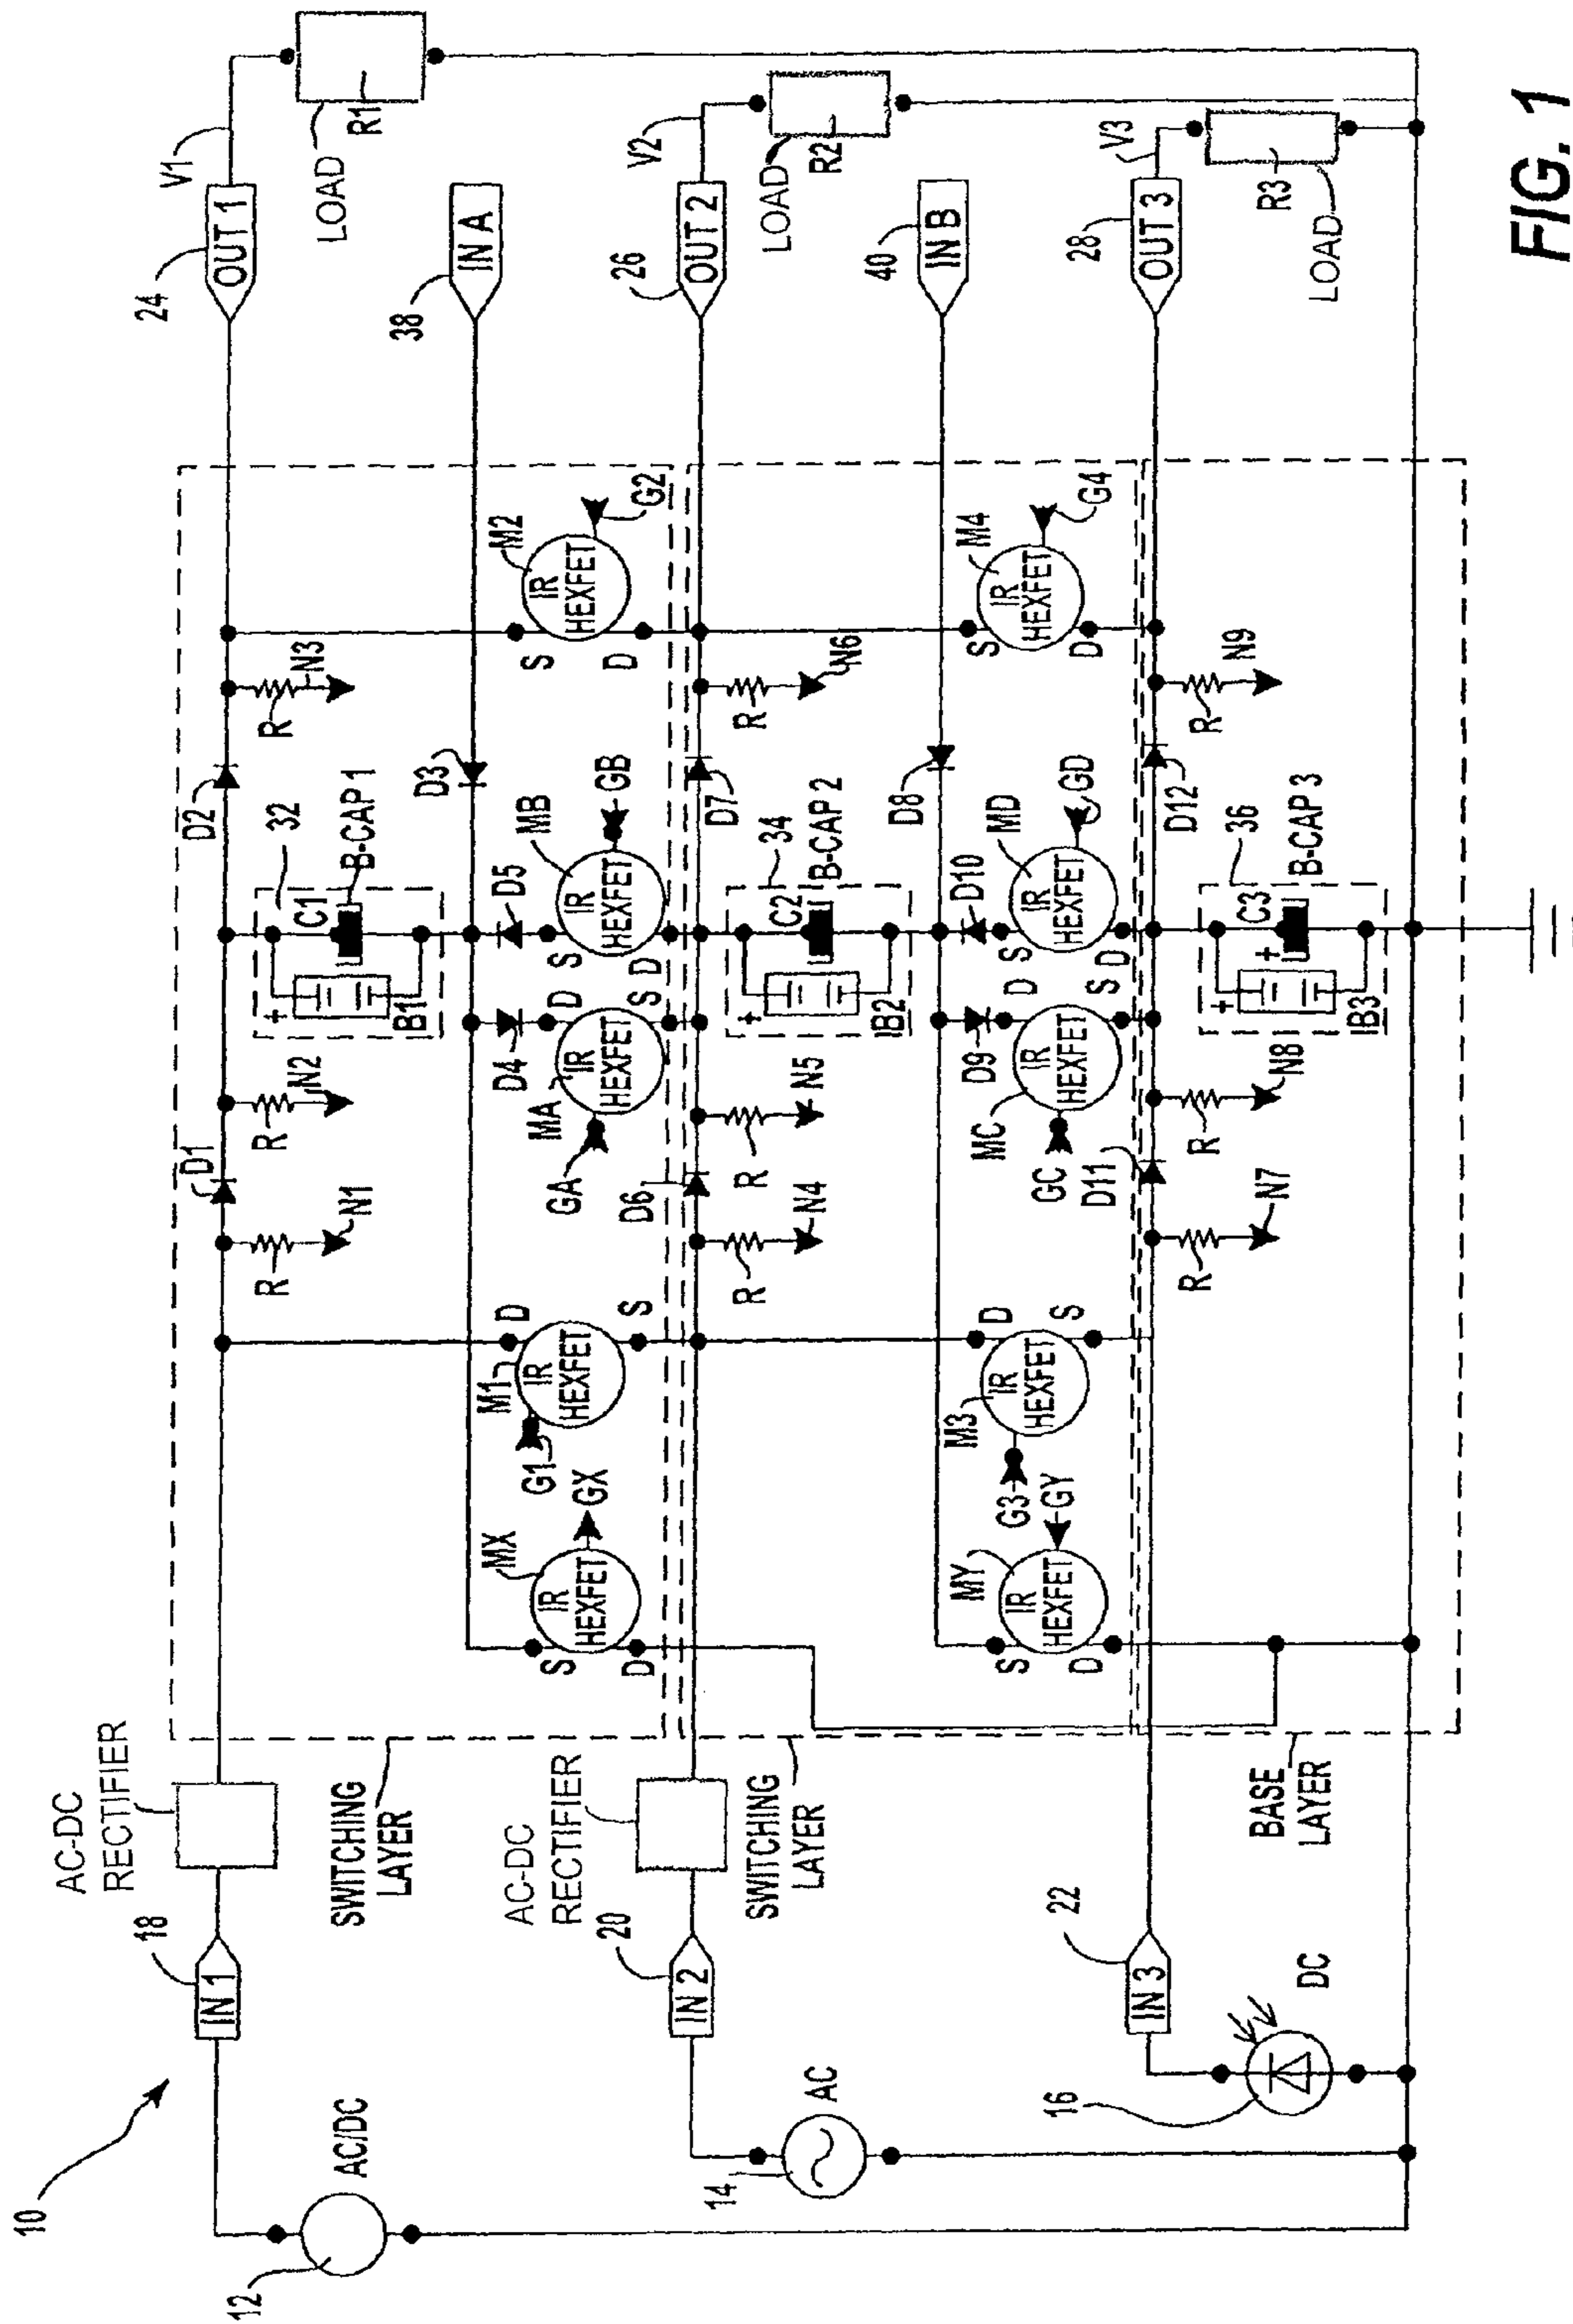 10
12
AC/DC
18
IN 1
AC-DC
RECTIFIER
SWITCHING
LAYER
14
AC
20
IN 2
AC-DC
RECTIFIER
SWITCHING
LAYER
16
DC
22
IN 3
BASE
LAYER
MX
IR
HEXFET
GX
S
D
M1
IR
HEXFET
G1
D
S
R
N1
D1
R
N2
32
C1
B-CAP 1
+
B1
D2
R
N3
D3
D4
D
S
MA
IR
HEXFET
GA
D5
S
D
MB
IR
HEXFET
GB
M2
IR
HEXFET
G2
S
D
24
OUT 1
V1
LOAD
R1
38
IN A
MY
IR
HEXFET
GY
S
D
M3
IR
HEXFET
G3
D
S
R
N4
D6
R
N5
34
C2
B-CAP 2
+
B2
D7
R
N6
D8
D9
D
S
MC
IR
HEXFET
GC
D10
S
D
MD
IR
HEXFET
GD
M4
IR
HEXFET
G4
S
D
26
OUT 2
V2
LOAD
R2
40
IN B
R
N7
D11
R
N8
36
C3
+
B-CAP 3
+
B3
D12
R
N9
28
OUT 3
V3
LOAD
R3
FIG. 1